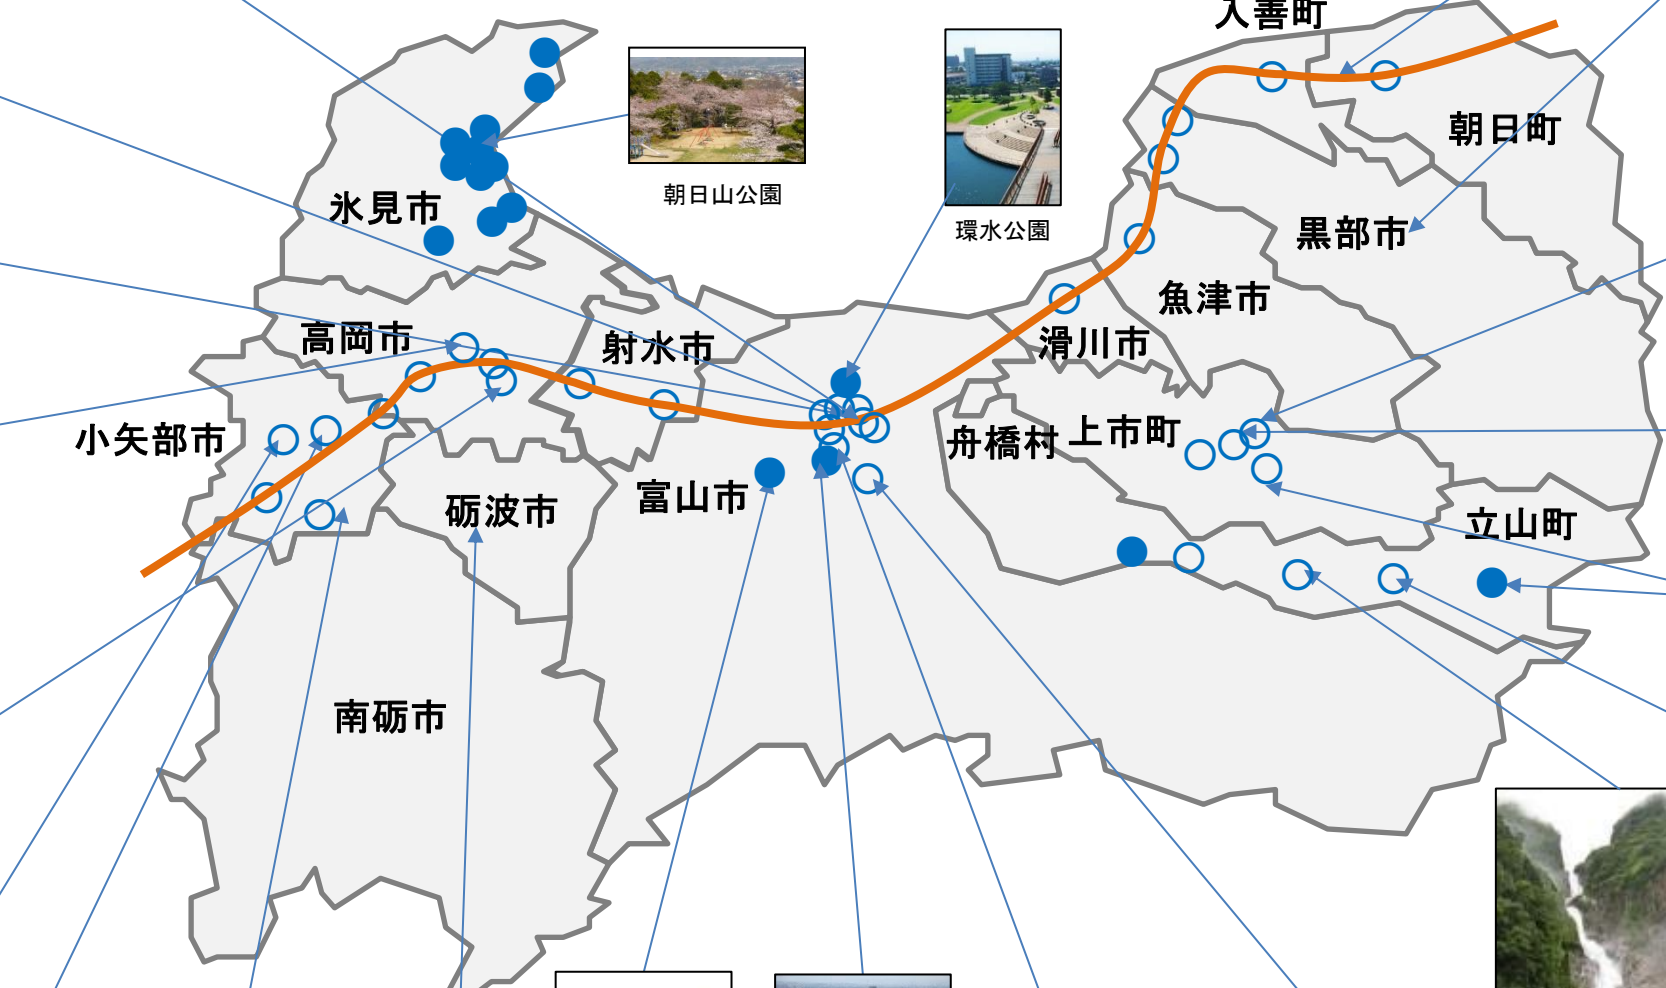 入善町
朝日町
朝日山公園
氷見市
環水公園
黒部市
魚津市
高岡市
射水市
滑川市
小矢部市
舟橋村
上市町
砺波市
富山市
立山町
南砺市